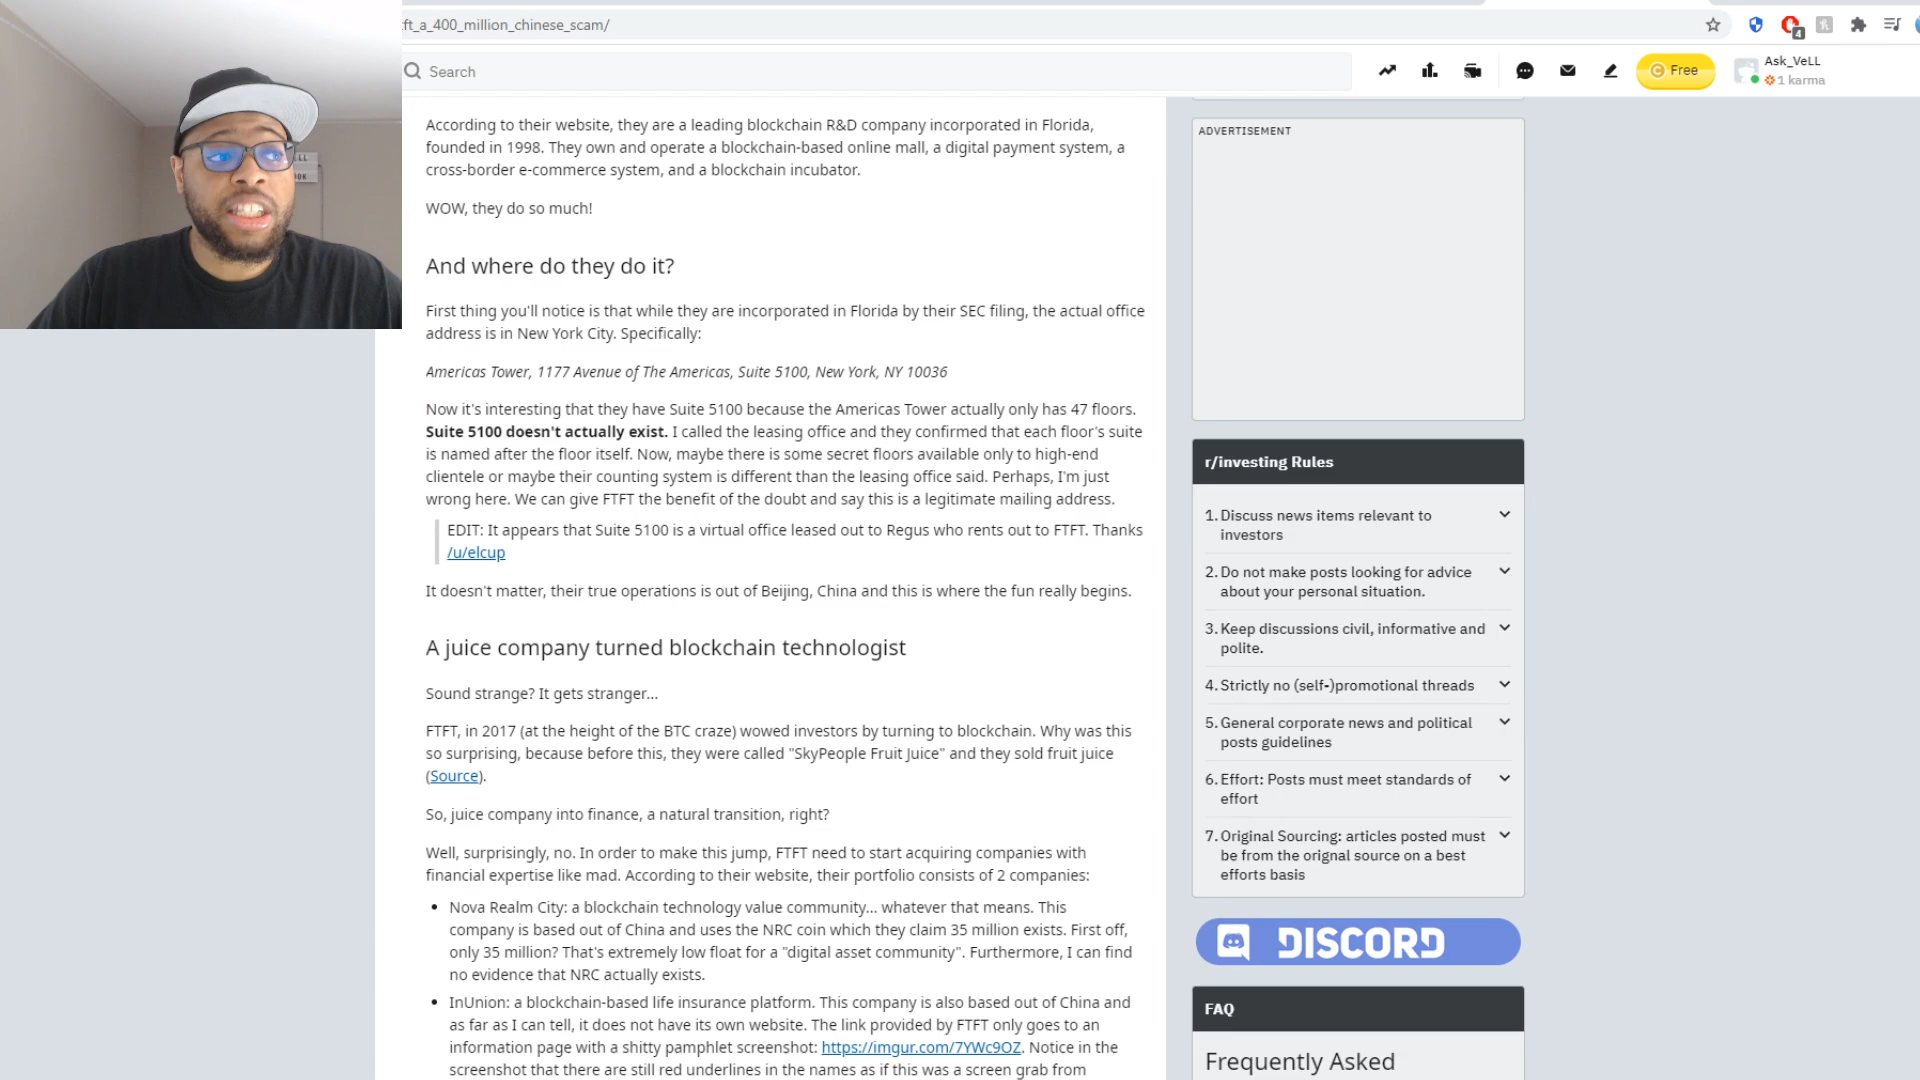 ft_a_400_million_chinese_scam/
4
Search
Free
Ask_VeLL
1 karma
According to their website, they are a leading blockchain R&D company incorporated in Florida,
founded in 1998. They own and operate a blockchain-based online mall, a digital payment system, a
cross-border e-commerce system, and a blockchain incubator.
WOW, they do so much!
And where do they do it?
First thing you'll notice is that while they are incorporated in Florida by their SEC filing, the actual office
address is in New York City. Specifically:
Americas Tower, 1177 Avenue of The Americas, Suite 5100, New York, NY 10036
Now it's interesting that they have Suite 5100 because the Americas Tower actually only has 47 floors.
Suite 5100 doesn't actually exist. I called the leasing office and they confirmed that each floor's suite
is named after the floor itself. Now, maybe there is some secret floors available only to high-end
clientele or maybe their counting system is different than the leasing office said. Perhaps, I'm just
wrong here. We can give FTFT the benefit of the doubt and say this is a legitimate mailing address.
EDIT: It appears that Suite 5100 is a virtual office leased out to Regus who rents out to FTFT. Thanks
/u/elcup
It doesn't matter, their true operations is out of Beijing, China and this is where the fun really begins.
A juice company turned blockchain technologist
Sound strange? It gets stranger...
FTFT, in 2017 (at the height of the BTC craze) wowed investors by turning to blockchain. Why was this
so surprising, because before this, they were called "SkyPeople Fruit Juice" and they sold fruit juice
(Source).
So, juice company into finance, a natural transition, right?
Well, surprisingly, no. In order to make this jump, FTFT need to start acquiring companies with
financial expertise like mad. According to their website, their portfolio consists of 2 companies:
• Nova Realm City: a blockchain technology value community... whatever that means. This
company is based out of China and uses the NRC coin which they claim 35 million exists. First off,
only 35 million? That's extremely low float for a "digital asset community". Furthermore, I can find
no evidence that NRC actually exists.
• InUnion: a blockchain-based life insurance platform. This company is also based out of China and
as far as I can tell, it does not have its own website. The link provided by FTFT only goes to an
information page with a shitty pamphlet screenshot: https://imgur.com/7YWc9OZ. Notice in the
screenshot that there are still red underlines in the names as if this was a screen grab from
ADVERTISEMENT
r/investing Rules
1. Discuss news items relevant to
investors
2. Do not make posts looking for advice
about your personal situation.
3. Keep discussions civil, informative and
polite.
4. Strictly no (self-)promotional threads
5. General corporate news and political
posts guidelines
6. Effort: Posts must meet standards of
effort
7. Original Sourcing: articles posted must
be from the orignal source on a best
efforts basis
DISCORD
FAQ
Frequently Asked